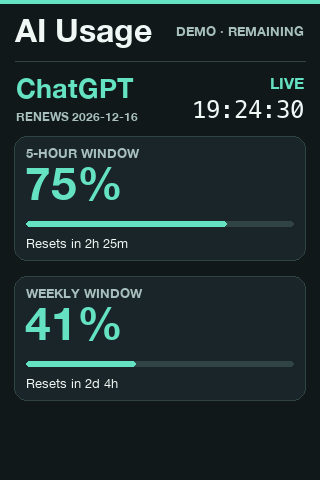 AI Usage
DEMO · REMAINING
ChatGPT
LIVE
RENEWS 2026-12-16
19:24:30
5-HOUR WINDOW
75%
Resets in 2h 25m
WEEKLY WINDOW
41%
Resets in 2d 4h